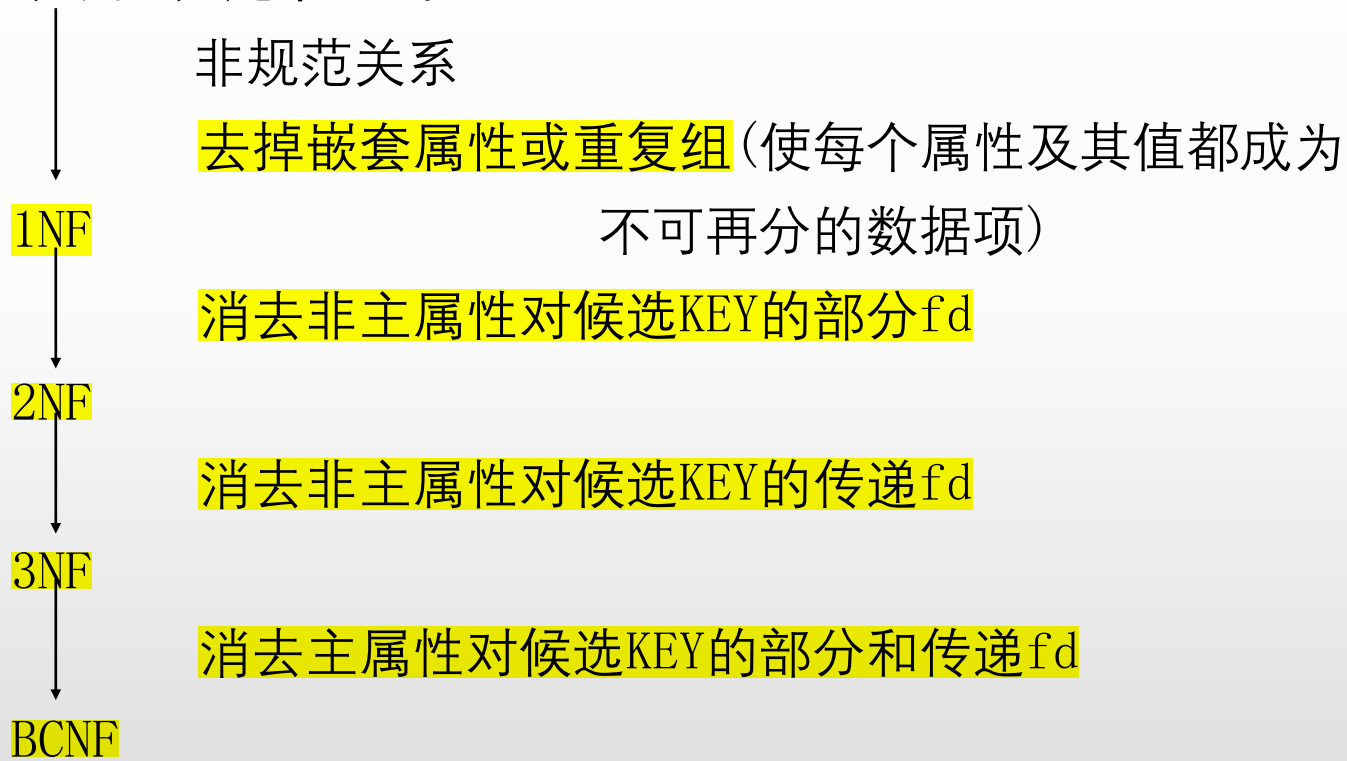 非规范关系
去掉嵌套属性或重复组(使每个属性及其值都成为
1NF 不可再分的数据项)
消去非主属性对候选KEY的部分fd
2NF
消去非主属性对候选KEY的传递fd
3NF
消去主属性对候选KEY的部分和传递fd
BCNF